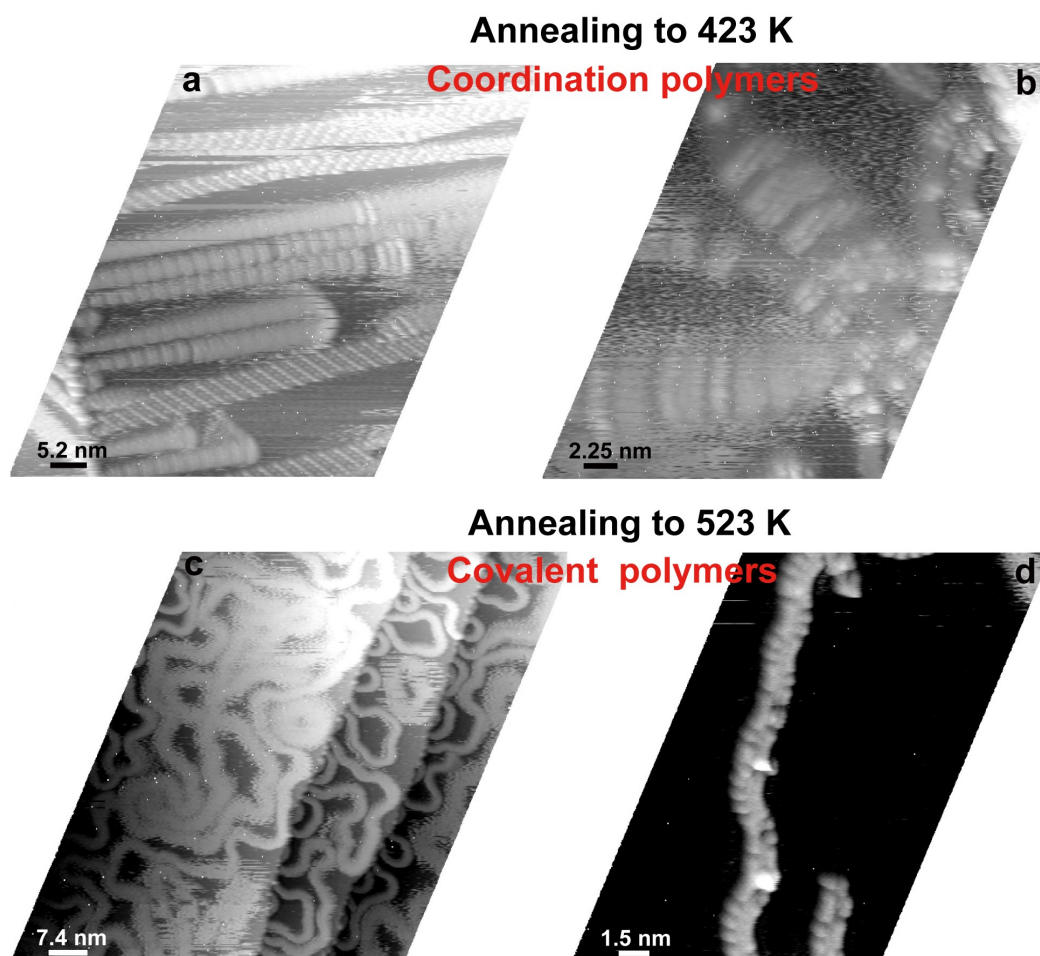 Annealing to 423 K
Coordination polymers
a
b
5.2 nm
2.25 nm
Annealing to 523 K
Covalent polymers
c
d
7.4 nm
1.5 nm